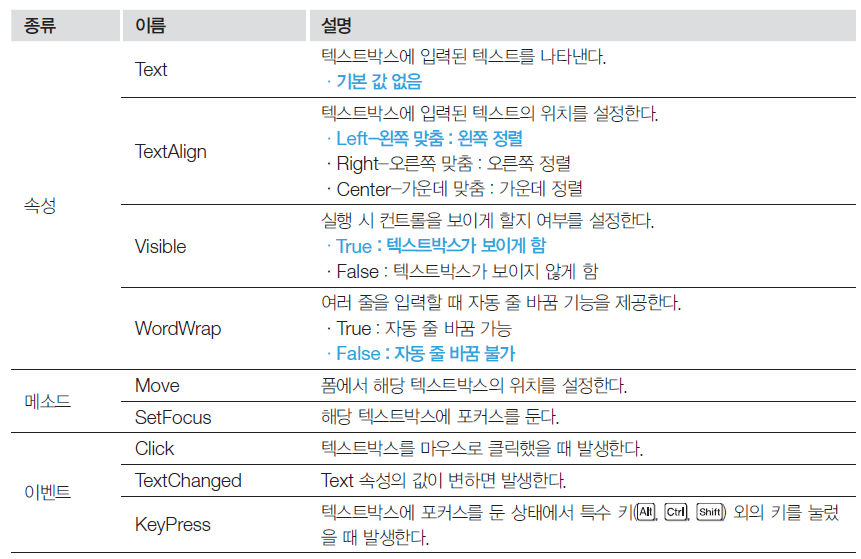 종류 이름 설명
속성
Text
텍스트박스에 입력된 텍스트를 나타낸다.
· 기본 값 없음
TextAlign
텍스트박스에 입력된 텍스트의 위치를 설정한다.
· Left–왼쪽 맞춤 : 왼쪽 정렬
· Right–오른쪽 맞춤 : 오른쪽 정렬
· Center–가운데 맞춤 : 가운데 정렬
Visible
실행 시 컨트롤을 보이게 할지 여부를 설정한다.
· True : 텍스트박스가 보이게 함
· False : 텍스트박스가 보이지 않게 함
WordWrap
여러 줄을 입력할 때 자동 줄 바꿈 기능을 제공한다.
· True : 자동 줄 바꿈 가능
· False : 자동 줄 바꿈 불가
메소드
Move 폼에서 해당 텍스트박스의 위치를 설정한다.
SetFocus 해당 텍스트박스에 포커스를 둔다.
이벤트
Click 텍스트박스를 마우스로 클릭했을 때 발생한다.
TextChanged Text 속성의 값이 변하면 발생한다.
KeyPress
텍스트박스에 포커스를 둔 상태에서 특수 키(Alt, Ctrl, Shift) 외의 키를 눌렀
을 때 발생한다.